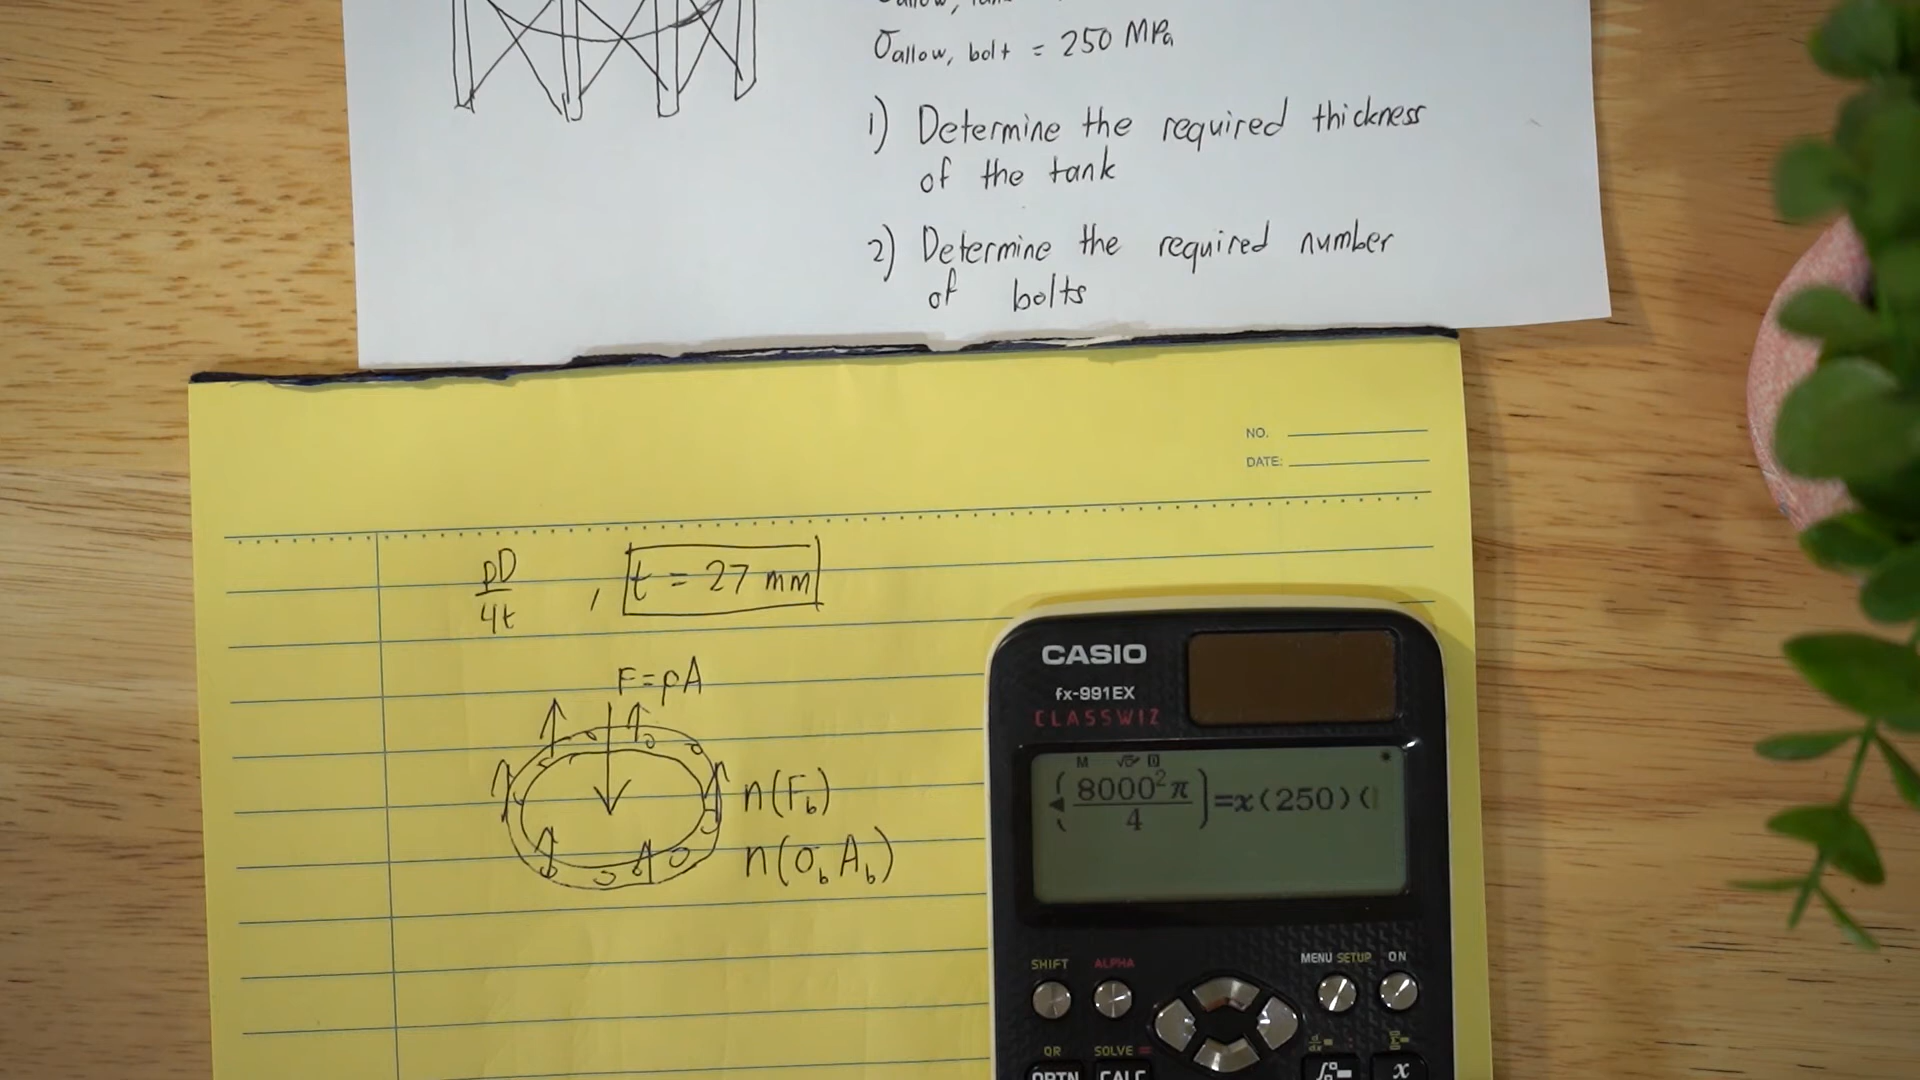 σallow, bolt = 250 MPa
1) Determine the required thickness
of the tank
2) Determine the required number
of bolts
NO.
DATE:
pD/4t , t = 27 mm
F = pA
n(Fb)
n(σb Ab)
CASIO
fx-991EX
CLASSWIZ
M √ D
(8000²π/4)=x(250)(
SHIFT ALPHA MENU SETUP ON
QR SOLVE =
OPTN CALC x